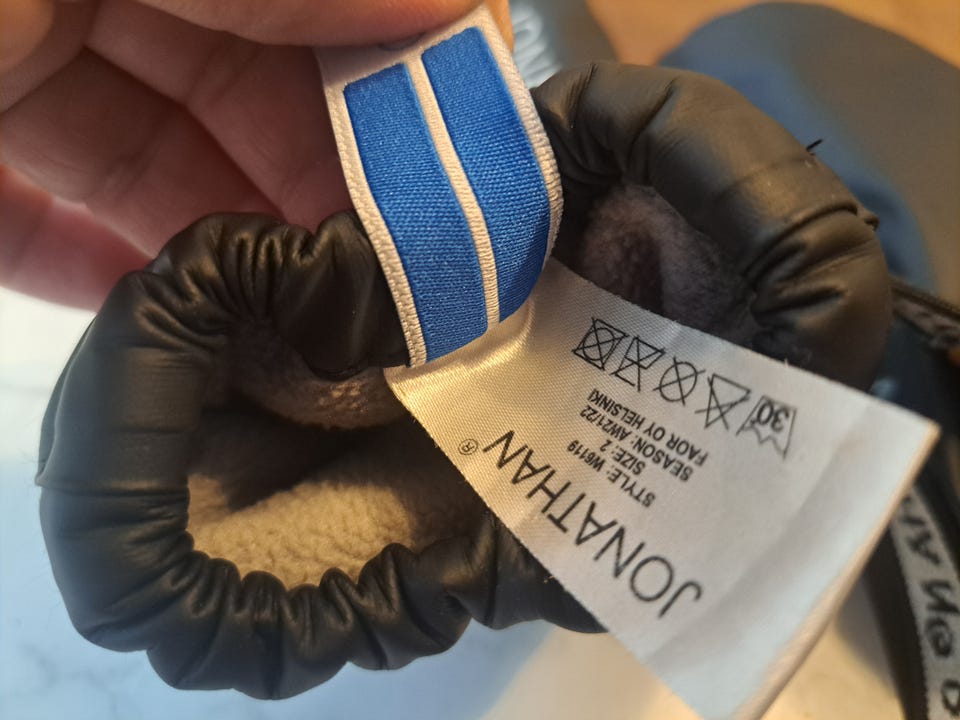 JONATHAN®
STYLE: W6119
SIZE: 2
SEASON: AW21/22
FAOR OY HELSINKI
30